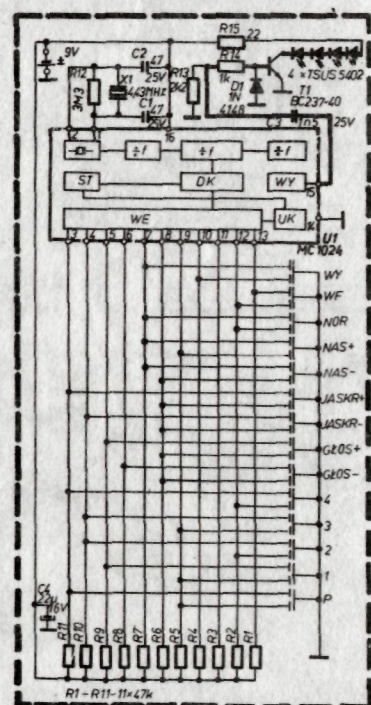 R15
22
9V ±
C2 47
25V
R14
4 × TSUS 5402
R12
X1
R13
1k
T1
3M3
4,43MHz
C1 47
25V
2k2
D1
1N
4148
BC237-40
C3 1n5
25V
1
16
÷f
÷f
÷f
ST
DK
WY
15
WE
UK
U1
MC1024
3 4 5 6 7 8 9 10 11 12 13
WY
WF
NOR
NAS+
NAS-
JASKR+
JASKR-
GŁOS+
GŁOS-
4
3
2
1
P
C4
22µ
16V
R11 R10 R9 R8 R7 R6 R5 R4 R3 R2 R1
R1-R11-11×47k